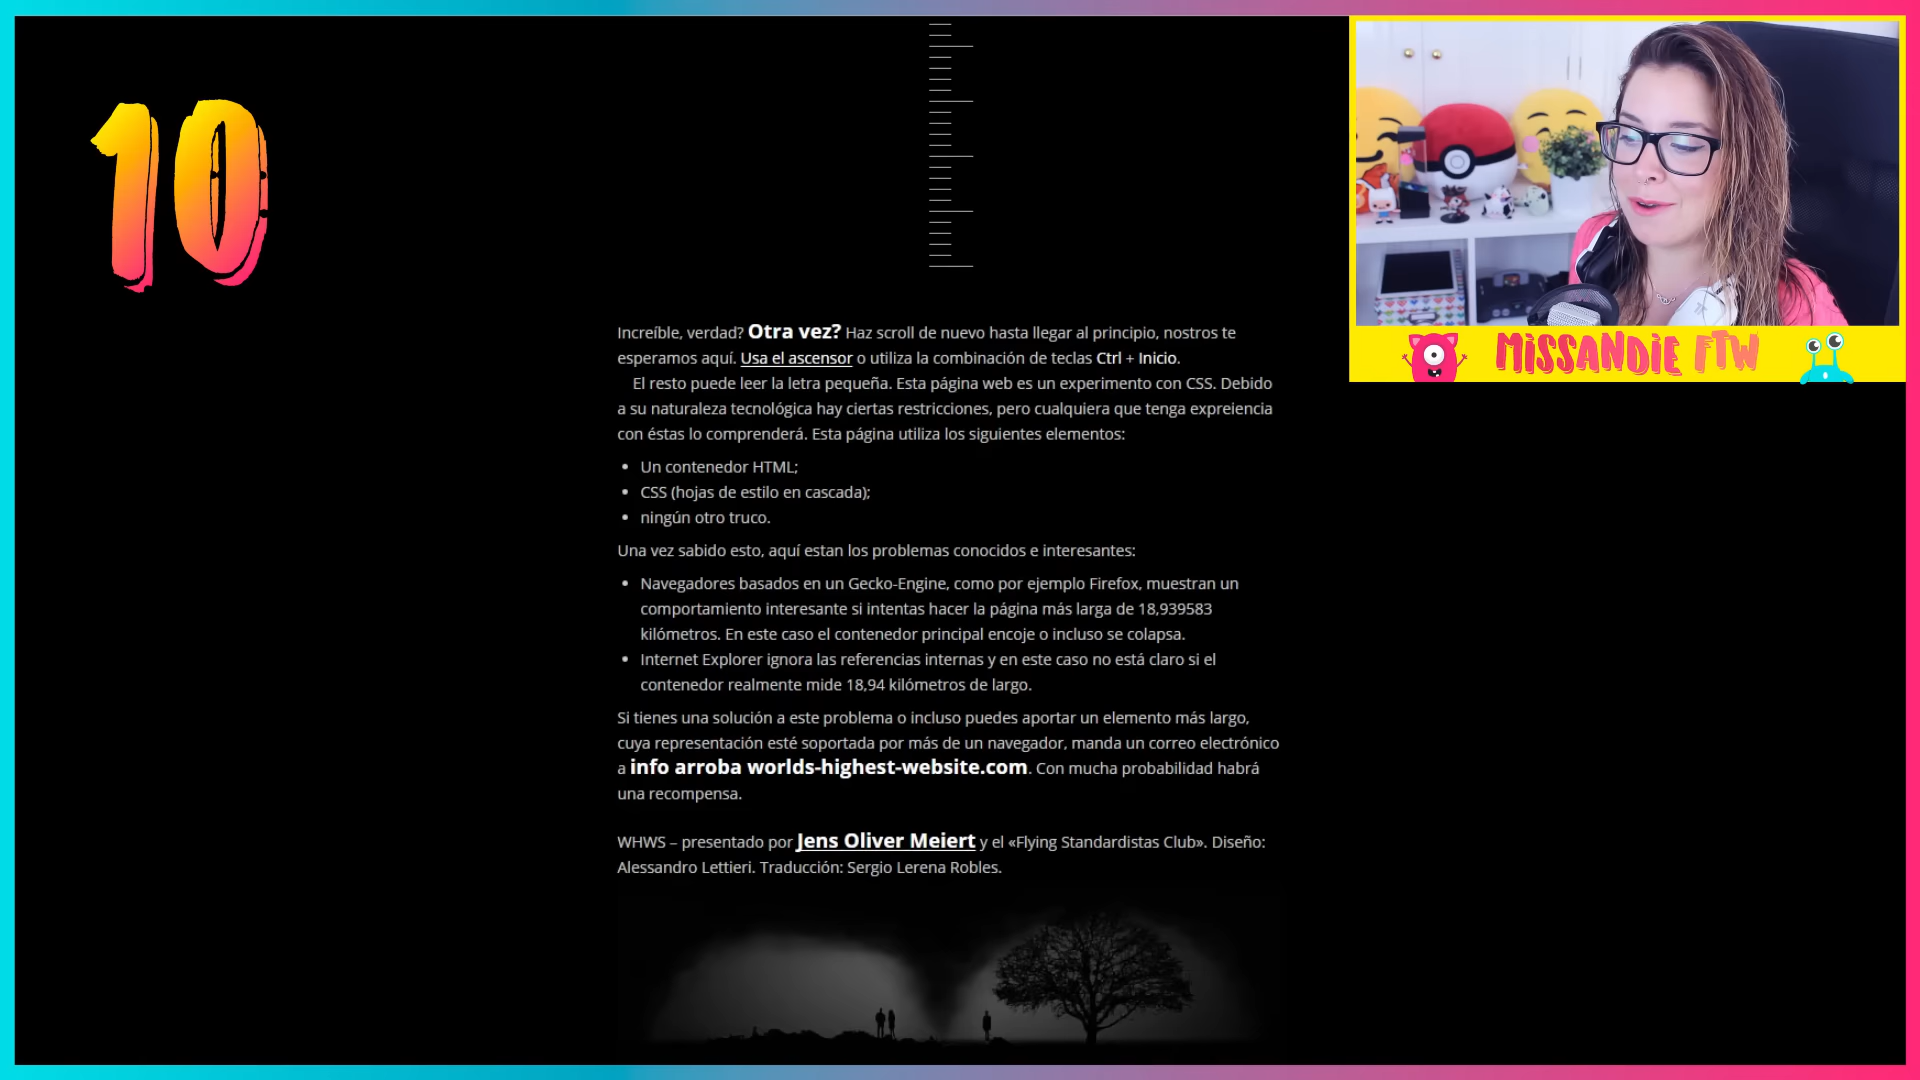 10
Increíble, verdad? Otra vez? Haz scroll de nuevo hasta llegar al principio, nostros te
esperamos aquí. Usa el ascensor o utiliza la combinación de teclas Ctrl + Inicio.
El resto puede leer la letra pequeña. Esta página web es un experimento con CSS. Debido
a su naturaleza tecnológica hay ciertas restricciones, pero cualquiera que tenga expreiencia
con éstas lo comprenderá. Esta página utiliza los siguientes elementos:
• Un contenedor HTML;
• CSS (hojas de estilo en cascada);
• ningún otro truco.
Una vez sabido esto, aquí estan los problemas conocidos e interesantes:
• Navegadores basados en un Gecko-Engine, como por ejemplo Firefox, muestran un
comportamiento interesante si intentas hacer la página más larga de 18,939583
kilómetros. En este caso el contenedor principal encoje o incluso se colapsa.
• Internet Explorer ignora las referencias internas y en este caso no está claro si el
contenedor realmente mide 18,94 kilómetros de largo.
Si tienes una solución a este problema o incluso puedes aportar un elemento más largo,
cuya representación esté soportada por más de un navegador, manda un correo electrónico
a info arroba worlds-highest-website.com. Con mucha probabilidad habrá
una recompensa.
WHWS – presentado por Jens Oliver Meiert y el «Flying Standardistas Club». Diseño:
Alessandro Lettieri. Traducción: Sergio Lerena Robles.
MISSANDIE FTW